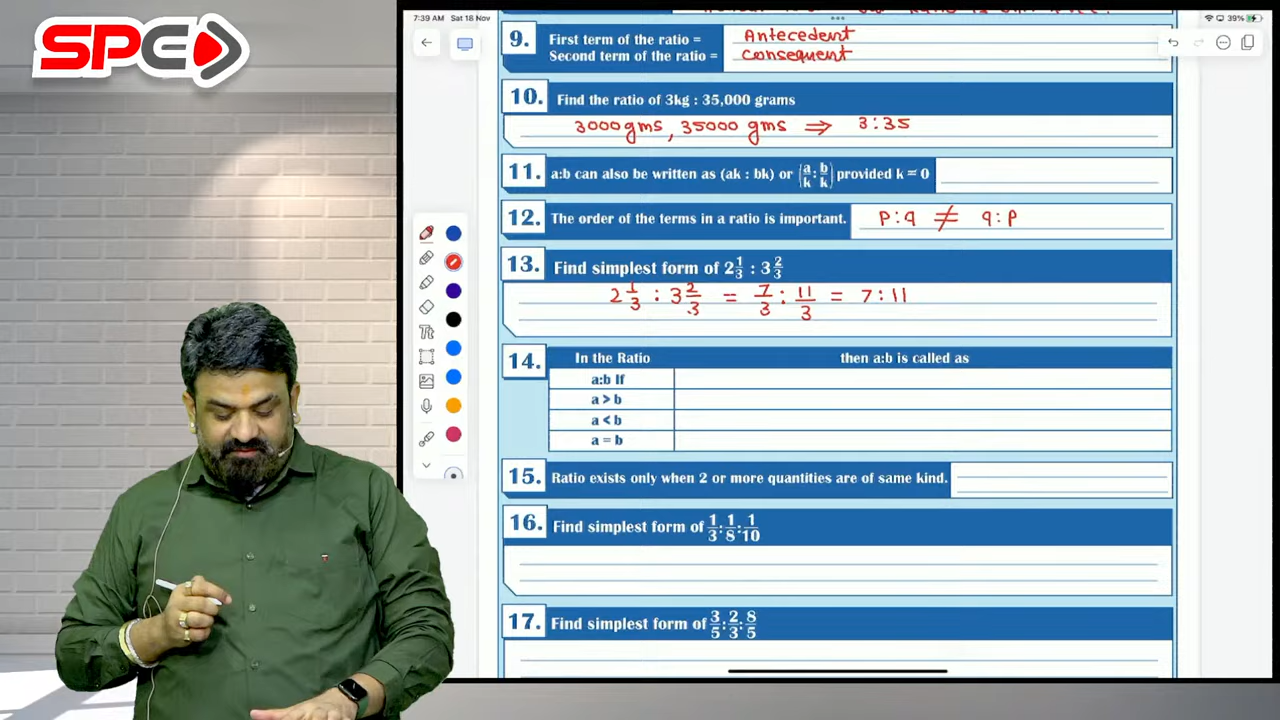 SPC
7:39 AM Sat 18 Nov
39%
9. First term of the ratio = Antecedent
Second term of the ratio = Consequent
10. Find the ratio of 3kg : 35,000 grams
3000 gms, 35000 gms ⇒ 3:35
11. a:b can also be written as (ak : bk) or (a/k : b/k) provided k = 0
12. The order of the terms in a ratio is important. p:q ≠ q:p
13. Find simplest form of 2 1/3 : 3 2/3
2 1/3 : 3 2/3 = 7/3 : 11/3 = 7:11
14. In the Ratio then a:b is called as
a:b If
a > b
a < b
a = b
15. Ratio exists only when 2 or more quantities are of same kind.
16. Find simplest form of 1/3 : 1/8 : 1/10
17. Find simplest form of 3/5 : 2/3 : 8/5